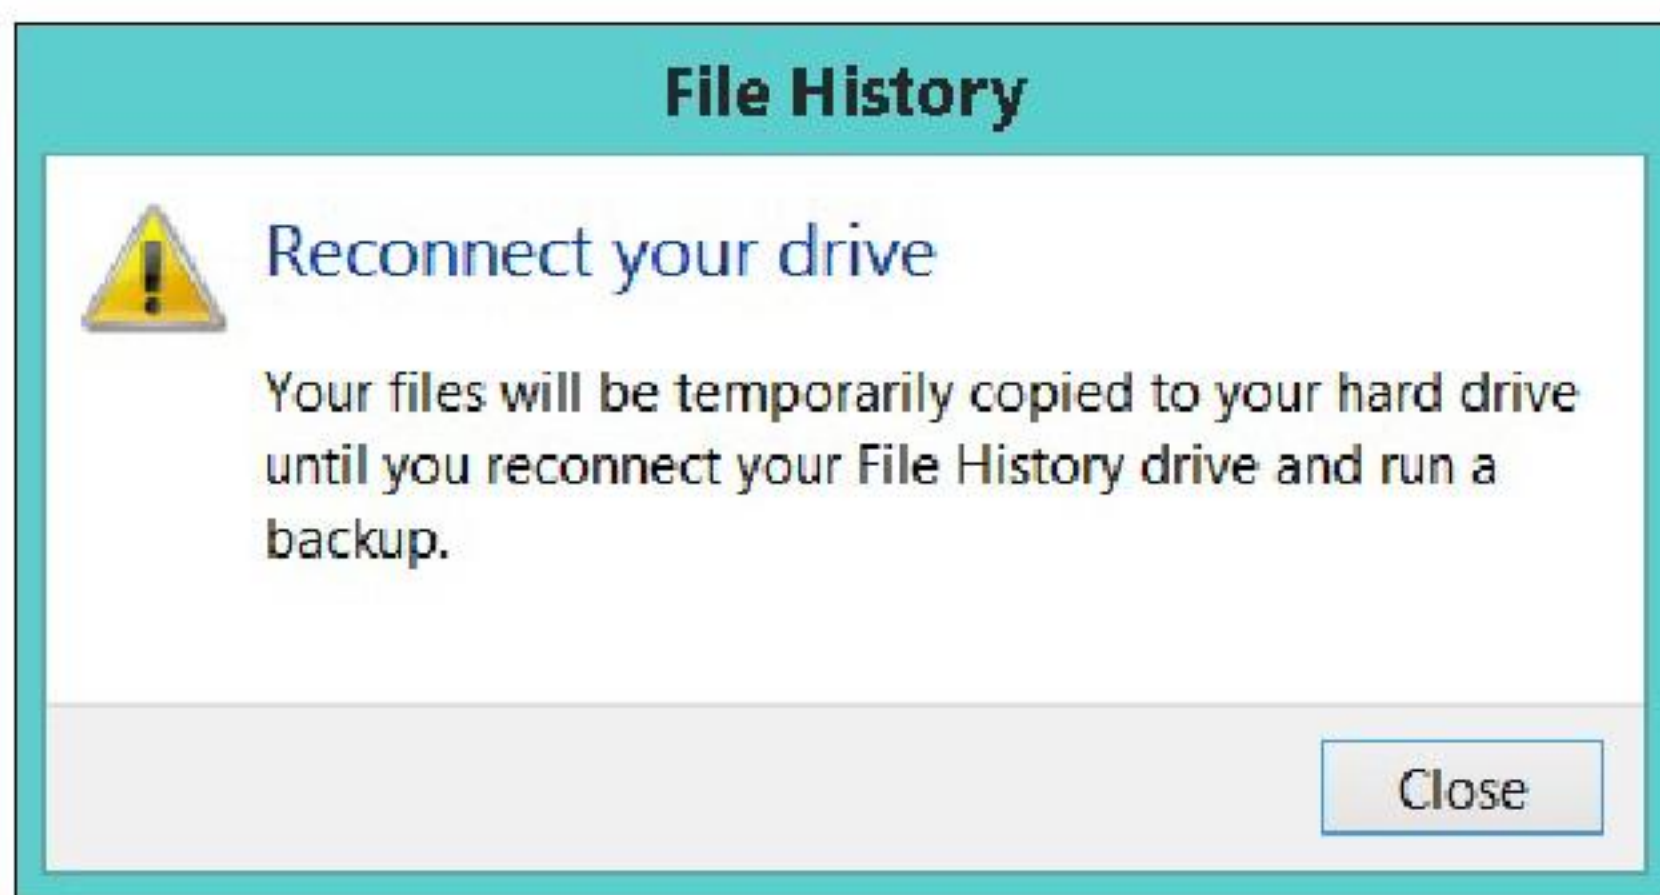 File History
Reconnect your drive
Your files will be temporarily copied to your hard drive
until you reconnect your File History drive and run a
backup.
Close